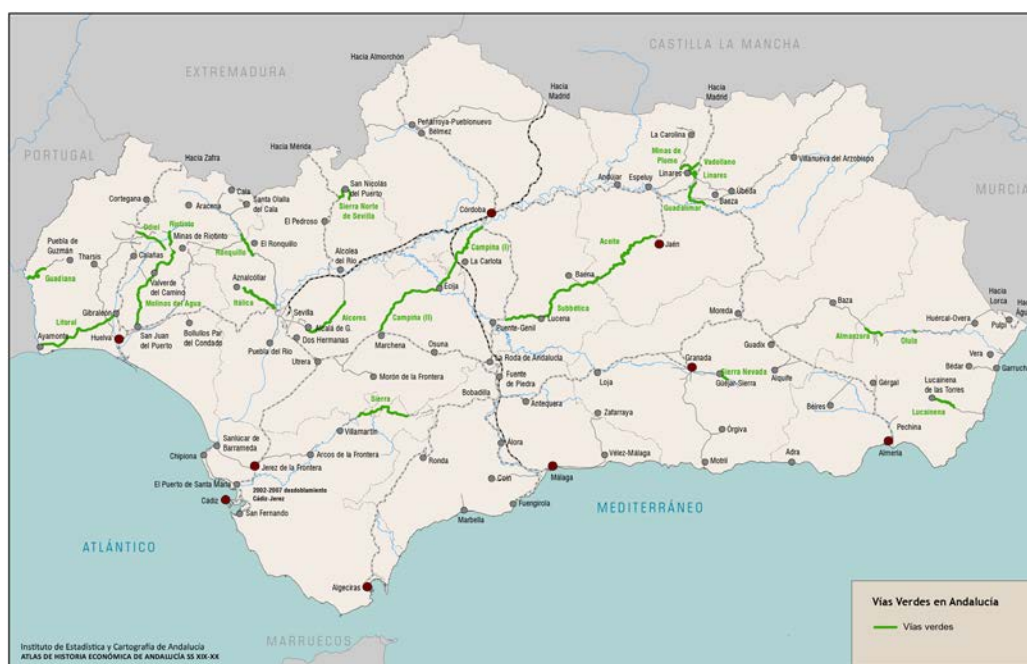 CASTILLA LA MANCHA
EXTREMADURA
PORTUGAL
MURCIA
Hacia Almorchón
Hacia
Madrid
Hacia
Madrid
Hacia Mérida
Hacia Zafra
Peñarroya-Pueblonuevo
Bélmez
La Carolina
Minas de
Plomo
Vadollano
Linares
Linares
Villanueva del Arzobispo
Andújar
Espeluy
Úbeda
Baeza
Guadalimar
Cala
Santa Olalla
del Cala
Cortegana
Aracena
San Nicolás
del Puerto
Sierra Norte
de Sevilla
El Pedroso
Córdoba
Odiel
Riotinto
Minas de Riotinto
Ronquillo
El Ronquillo
Campiña (I)
La Carlota
Aceite
Jaén
Puebla de
Guzmán
Tharsis
Calañas
Alcolea del
Río
Baena
Guadiana
Valverde
del Camino
Aznalcóllar
Écija
Molinos del Agua
Itálica
Subbética
Litoral
Gibraleón
Sevilla
Alcores
Campiña (II)
Puente-Genil
Lucena
Moreda
Baza
Hacia
Lorca
Huércal-Overa
Pulpí
Ayamonte
Huelva
San Juan
del Puerto
Bollullos Par
del Condado
Alcala de G.
Dos Hermanas
Puebla del Río
Marchena
Osuna
Almanzora
Olula
Utrera
La Roda de Andalucía
Guadix
Vera
Bédar
Garrucha
Granada
Sierra Nevada
Güejar-Sierra
Alquife
Morón de la Frontera
Fuente
de Piedra
Loja
Gérgal
Lucainena
de las Torres
Sierra
Bobadilla
Antequera
Zafarraya
Beires
Lucainena
Villamartín
Órgiva
Pechina
Sanlúcar de
Barrameda
Chipiona
Arcos de la Frontera
Ronda
Álora
Vélez-Málaga
Motril
Adra
Almería
Jerez de la Frontera
El Puerto de Santa María
2002-2007 desdoblamiento
Cádiz-Jerez
Coín
Málaga
Cádiz
San Fernando
Marbella
Fuengirola
MEDITERRÁNEO
ATLÁNTICO
Algeciras
MARRUECOS
Vías Verdes en Andalucía
Vías verdes
Instituto de Estadística y Cartografía de Andalucía
ATLAS DE HISTORIA ECONÓMICA DE ANDALUCÍA SS XIX-XX